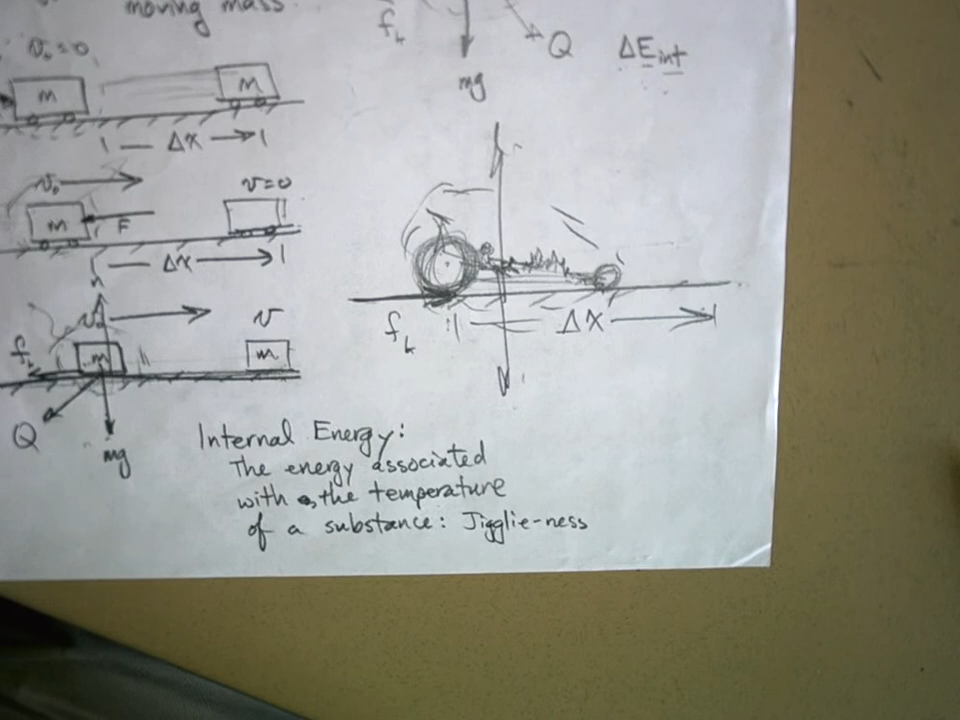 moving mass
f_k
Q
ΔE_int
mg
v₀ = 0
m
m
Δx
v₀
v = 0
m
F
Δx
n
v₀
v
f_k
m
m
Q
mg
f_k
Δx
Internal Energy:
The energy associated
with the temperature
of a substance: Jigglie-ness